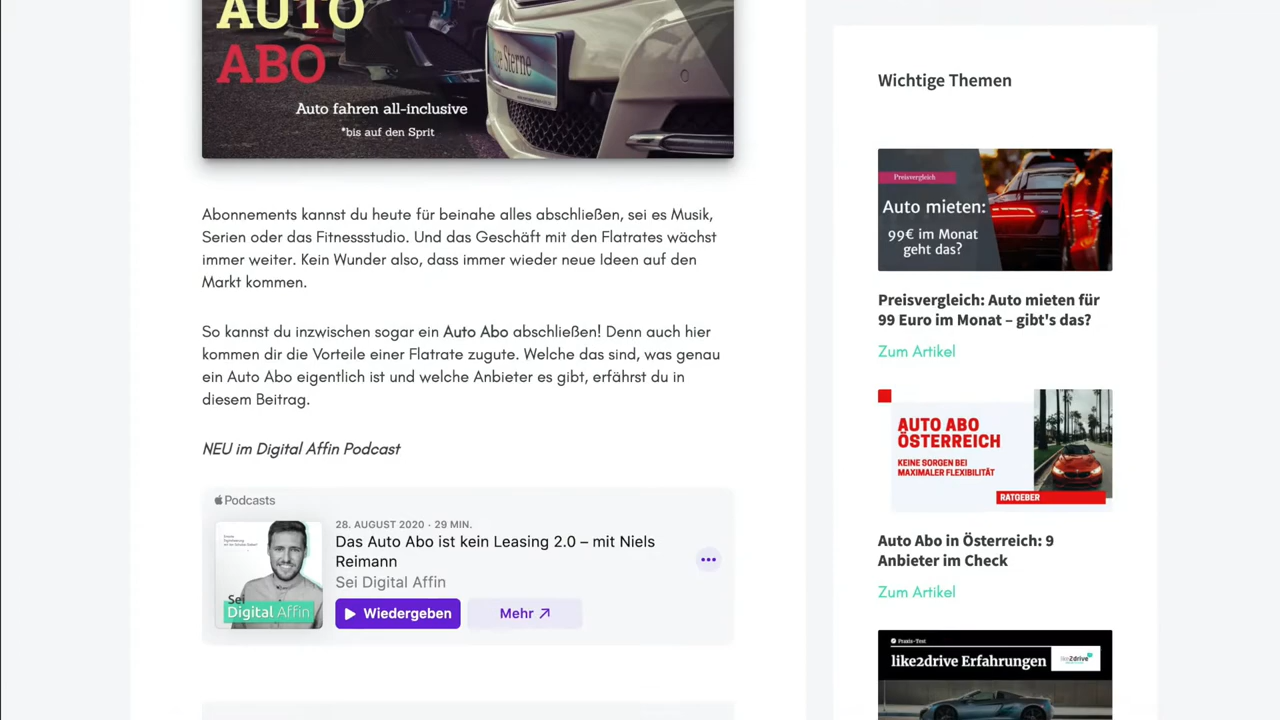 AUTO
ABO
Sterne
Auto fahren all-inclusive
*bis auf den Sprit
Abonnements kannst du heute für beinahe alles abschließen, sei es Musik,
Serien oder das Fitnessstudio. Und das Geschäft mit den Flatrates wächst
immer weiter. Kein Wunder also, dass immer wieder neue Ideen auf den
Markt kommen.
So kannst du inzwischen sogar ein Auto Abo abschließen! Denn auch hier
kommen dir die Vorteile einer Flatrate zugute. Welche das sind, was genau
ein Auto Abo eigentlich ist und welche Anbieter es gibt, erfährst du in
diesem Beitrag.
NEU im Digital Affin Podcast
Podcasts
28. AUGUST 2020 · 29 MIN.
Das Auto Abo ist kein Leasing 2.0 – mit Niels
Reimann
Sei Digital Affin
Sei
Digital Affin
Wiedergeben
Mehr
Wichtige Themen
Preisvergleich
Auto mieten:
99€ im Monat
geht das?
Preisvergleich: Auto mieten für
99 Euro im Monat – gibt's das?
Zum Artikel
AUTO ABO
ÖSTERREICH
KEINE SORGEN BEI
MAXIMALER FLEXIBILITÄT
RATGEBER
Auto Abo in Österreich: 9
Anbieter im Check
Zum Artikel
Praxis-Test
like2drive Erfahrungen
like2drive